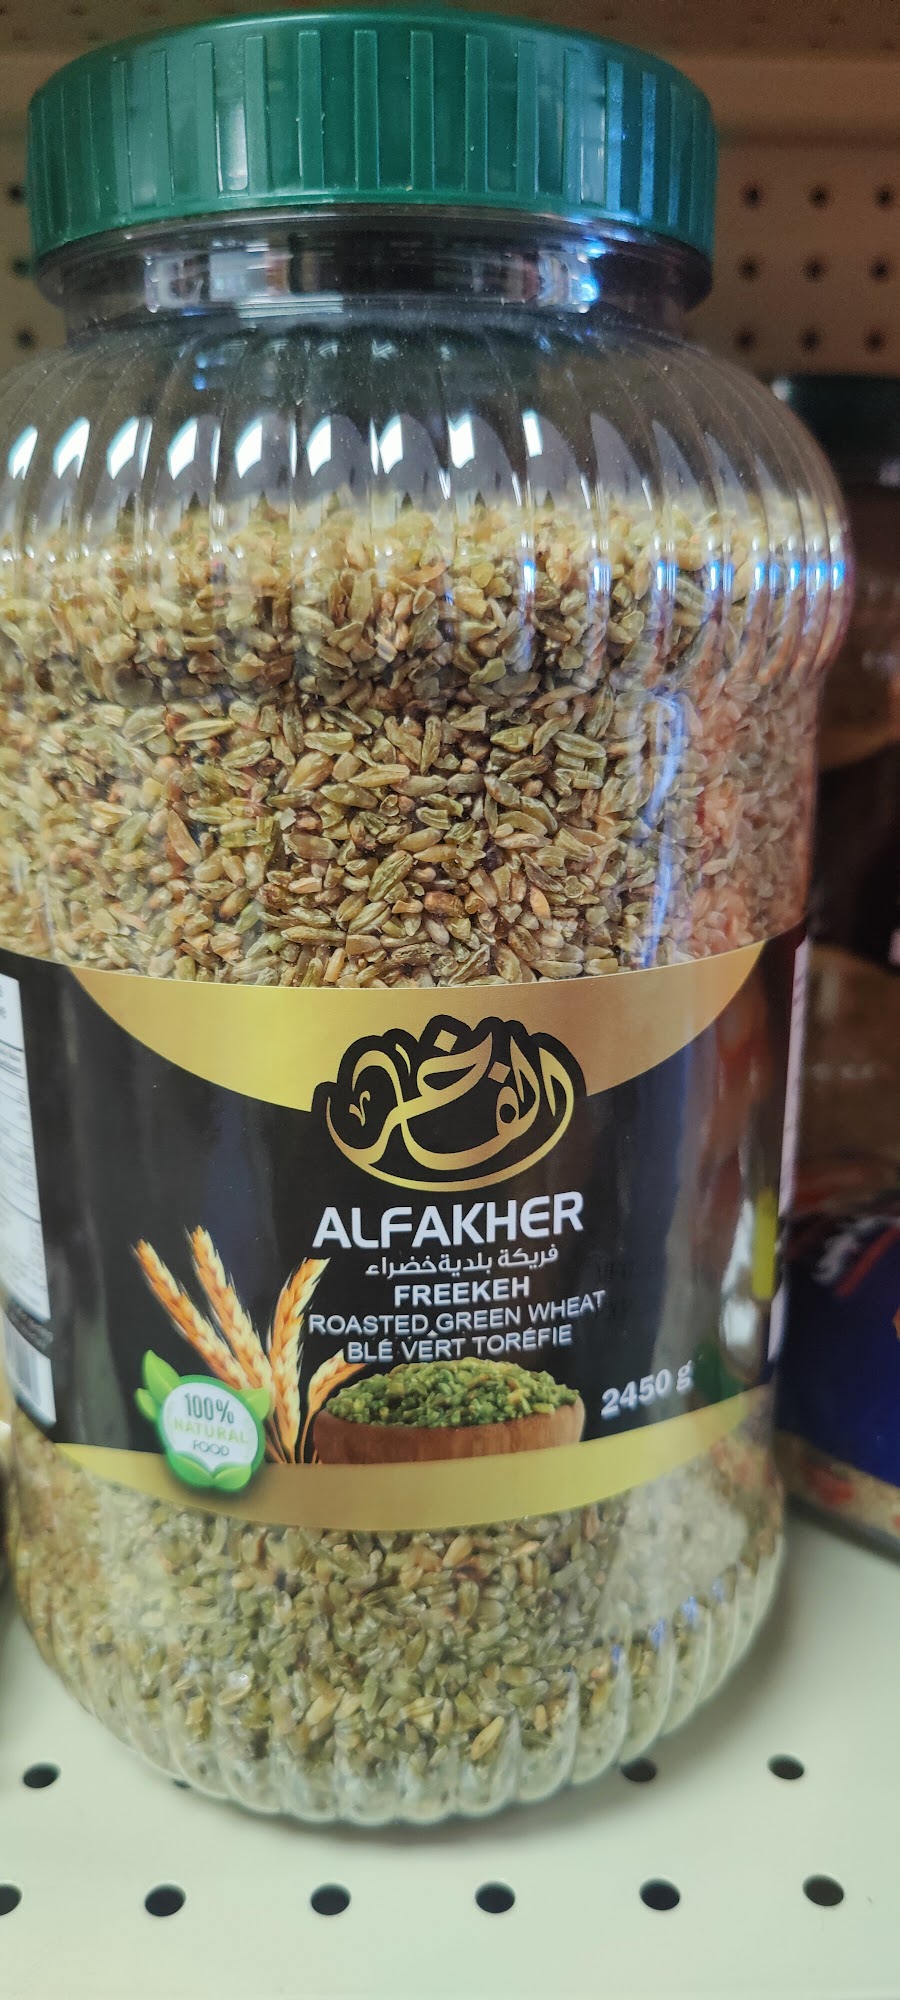 الفاخر
ALFAKHER
فريكة بلدية خضراء
FREEKEH
ROASTED GREEN WHEAT
BLÉ VERT TORÉFIE
2450 g
100%
NATURAL
FOOD